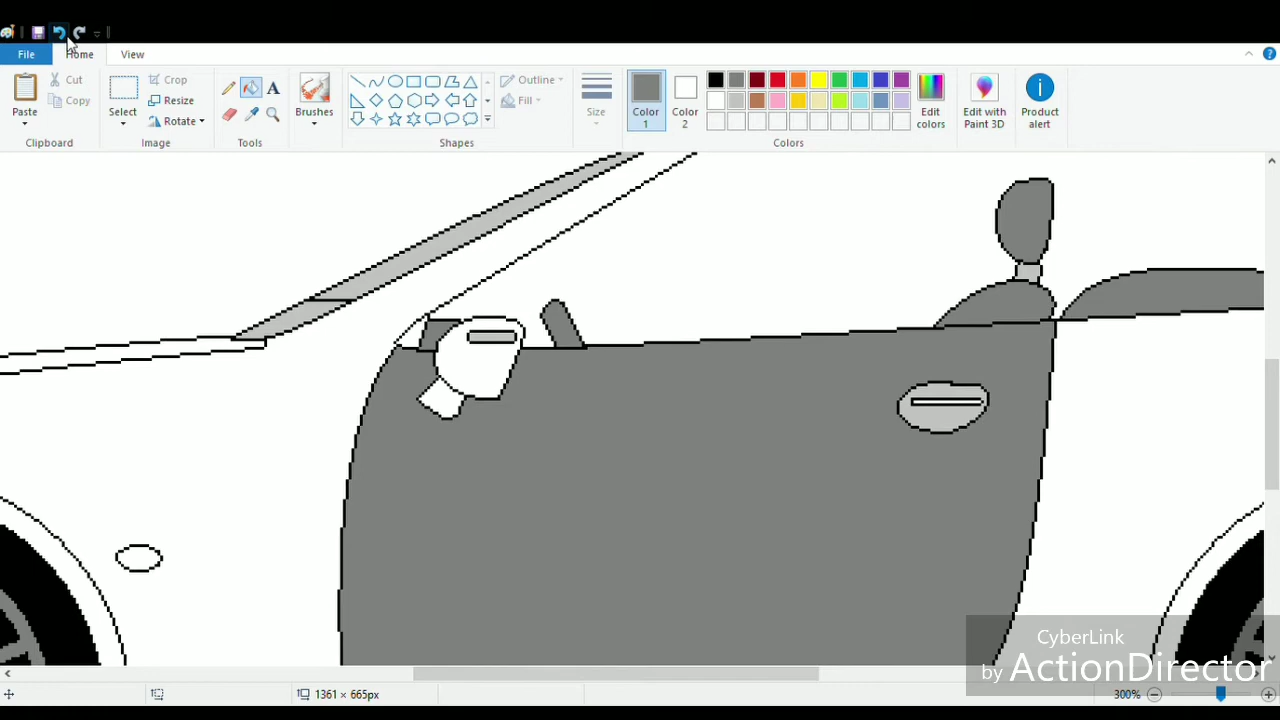 File Home View
Paste
Cut
Copy
Clipboard
Select
Crop
Resize
Rotate
Image
A
Tools
Brushes
Shapes
Outline
Fill
Size
Color 1
Color 2
Colors
Edit colors
Edit with Paint 3D
Product alert
CyberLink
by ActionDirector
1361 × 665px
300%